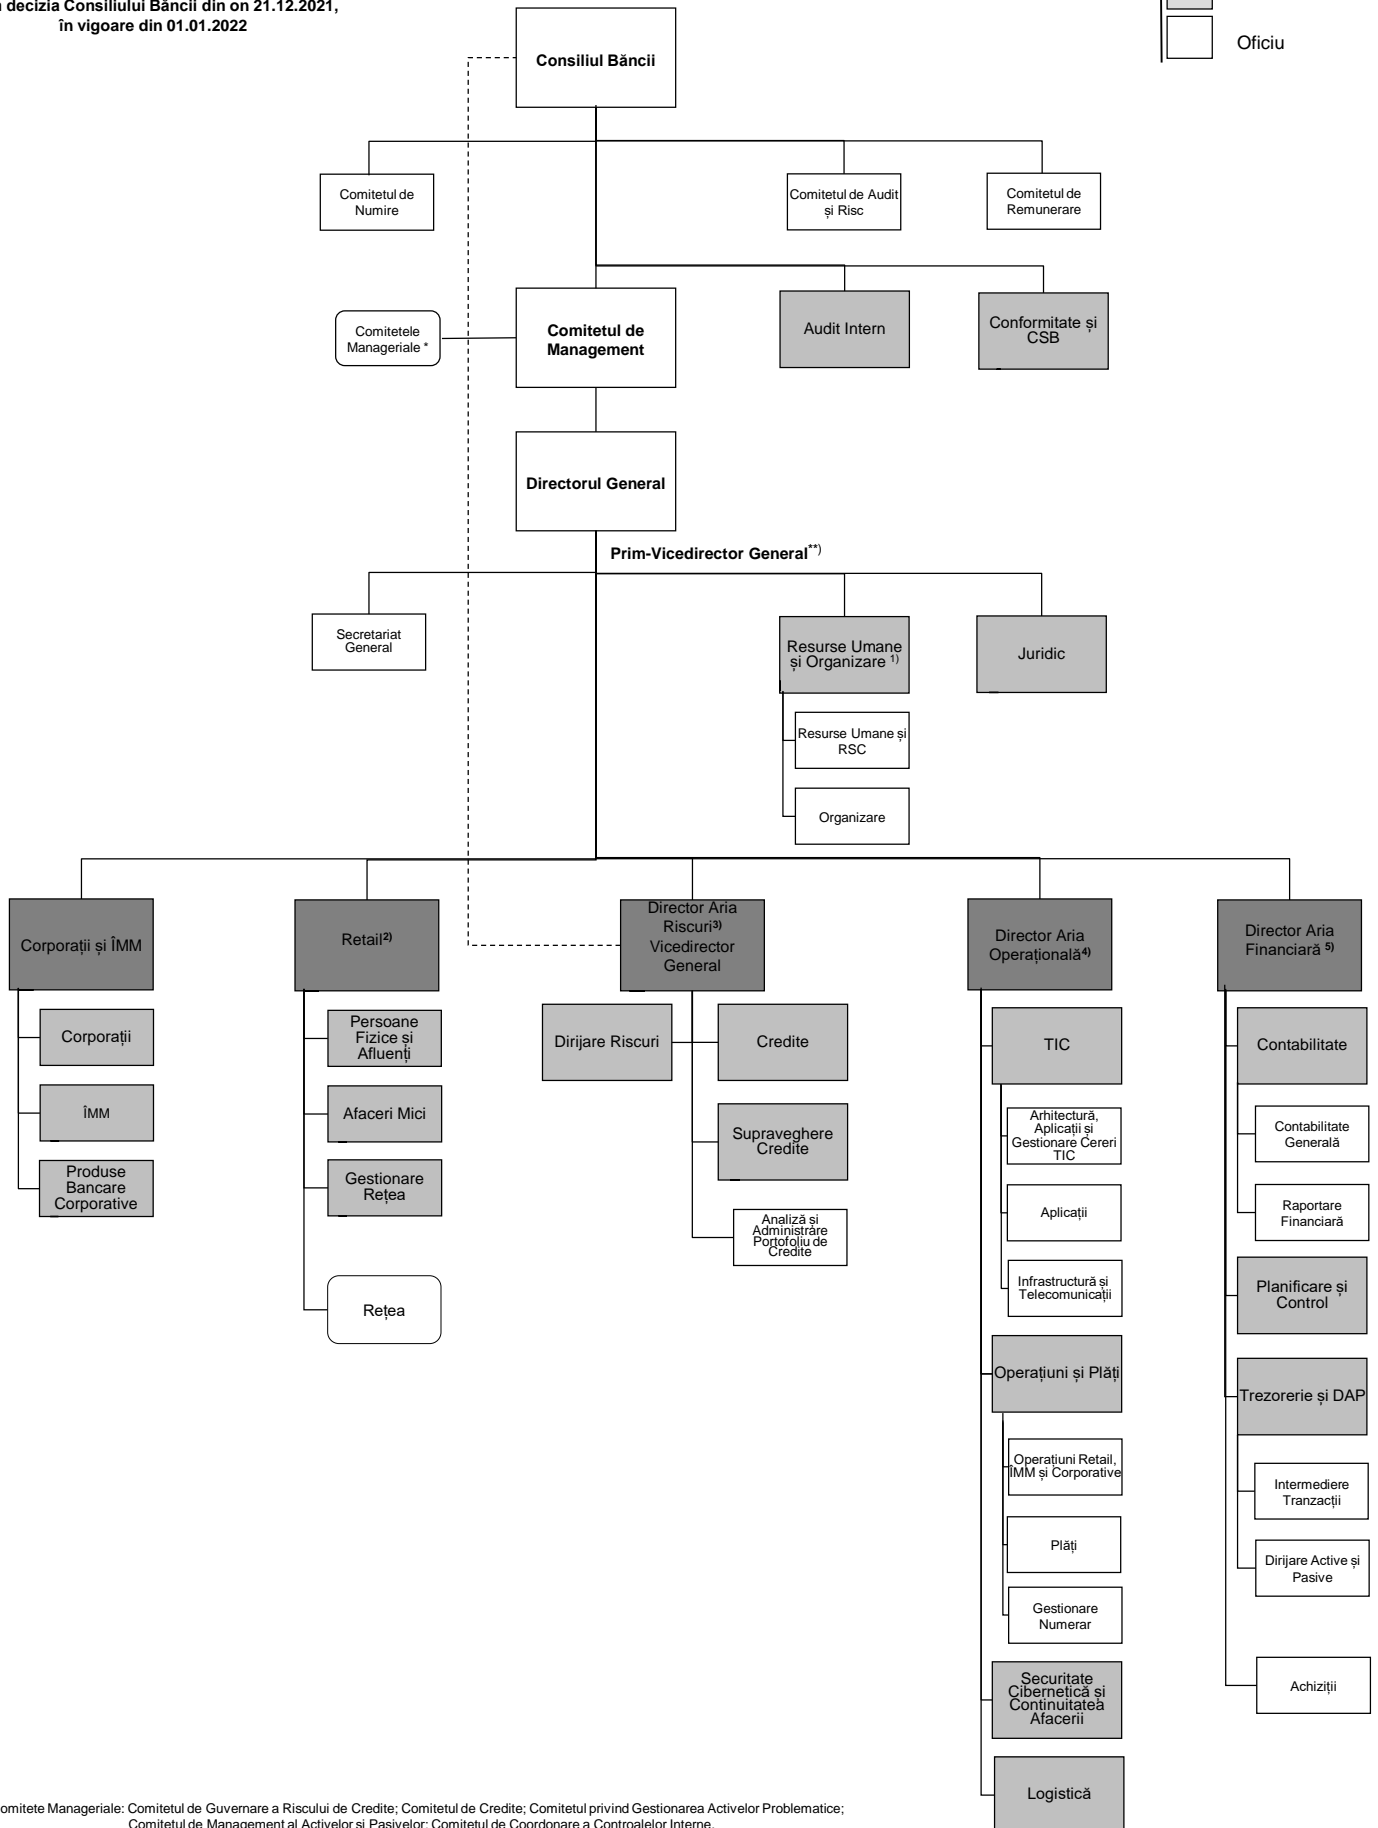 decizia Consiliului Băncii din on 21.12.2021,
în vigoare din 01.01.2022
Oficiu
Consiliul Băncii
Comitetul de
Numire
Comitetul de Audit
și Risc
Comitetul de
Remunerare
Comitetele
Manageriale *
Comitetul de
Management
Audit Intern
Conformitate și
CSB
Directorul General
Prim-Vicedirector General**)
Secretariat
General
Resurse Umane
și Organizare 1)
Juridic
Resurse Umane și
RSC
Organizare
Corporații și ÎMM
Retail2)
Director Aria
Riscuri3)
Vicedirector
General
Director Aria
Operațională4)
Director Aria
Financiară 5)
Corporații
ÎMM
Produse
Bancare
Corporative
Persoane
Fizice și
Afluenți
Afaceri Mici
Gestionare
Rețea
Rețea
Dirijare Riscuri
Credite
Supraveghere
Credite
Analiză și
Administrare
Portofoliu de
Credite
TIC
Arhitectură,
Aplicații și
Gestionare Cereri
TIC
Aplicații
Infrastructură și
Telecomunicații
Operațiuni și Plăți
Operațiuni Retail,
ÎMM și Corporative
Plăți
Gestionare
Numerar
Securitate
Cibernetică și
Continuitatea
Afacerii
Logistică
Contabilitate
Contabilitate
Generală
Raportare
Financiară
Planificare și
Control
Trezorerie și DAP
Intermediere
Tranzacții
Dirijare Active și
Pasive
Achiziții
omitete Manageriale: Comitetul de Guvernare a Riscului de Credite; Comitetul de Credite; Comitetul privind Gestionarea Activelor Problematice;
Comitetul de Management al Activelor și Pasivelor; Comitetul de Coordonare a Controalelor Interne.